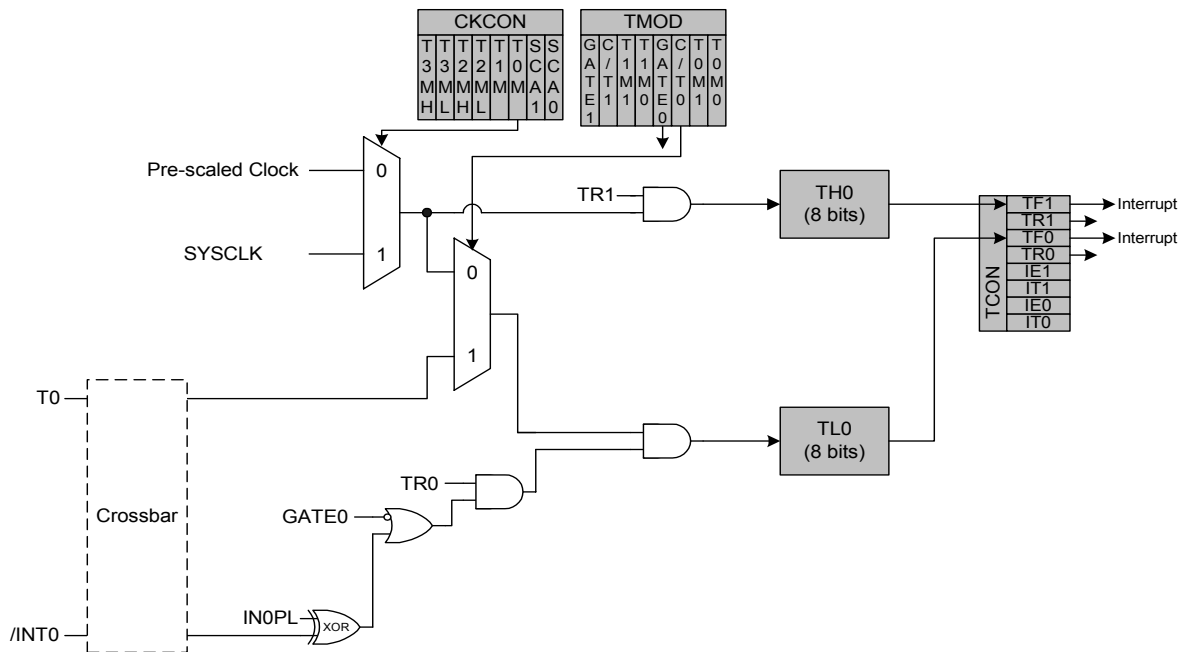 CKCON
T3MH
T3ML
T2MH
T2ML
T1M
T0M
SCA1
SCA0
TMOD
GATE1
C/T1
T1M1
T1M0
GATE0
C/T0
T0M1
T0M0
Pre-scaled Clock
0
SYSCLK
1
TR1
TH0
(8 bits)
TCON
TF1
TR1
TF0
TR0
IE1
IT1
IE0
IT0
Interrupt
Interrupt
0
1
T0
Crossbar
/INT0
TL0
(8 bits)
TR0
GATE0
IN0PL
XOR